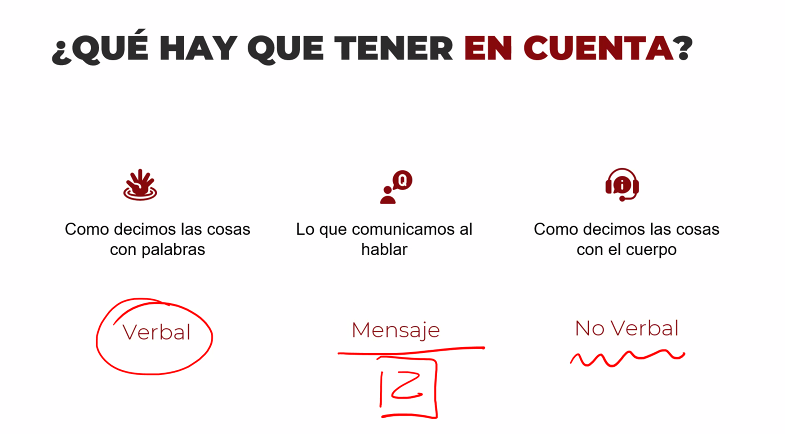 ¿QUÉ HAY QUE TENER EN CUENTA?
Como decimos las cosas
con palabras
Lo que comunicamos al
hablar
Como decimos las cosas
con el cuerpo
Verbal
Mensaje
No Verbal
12